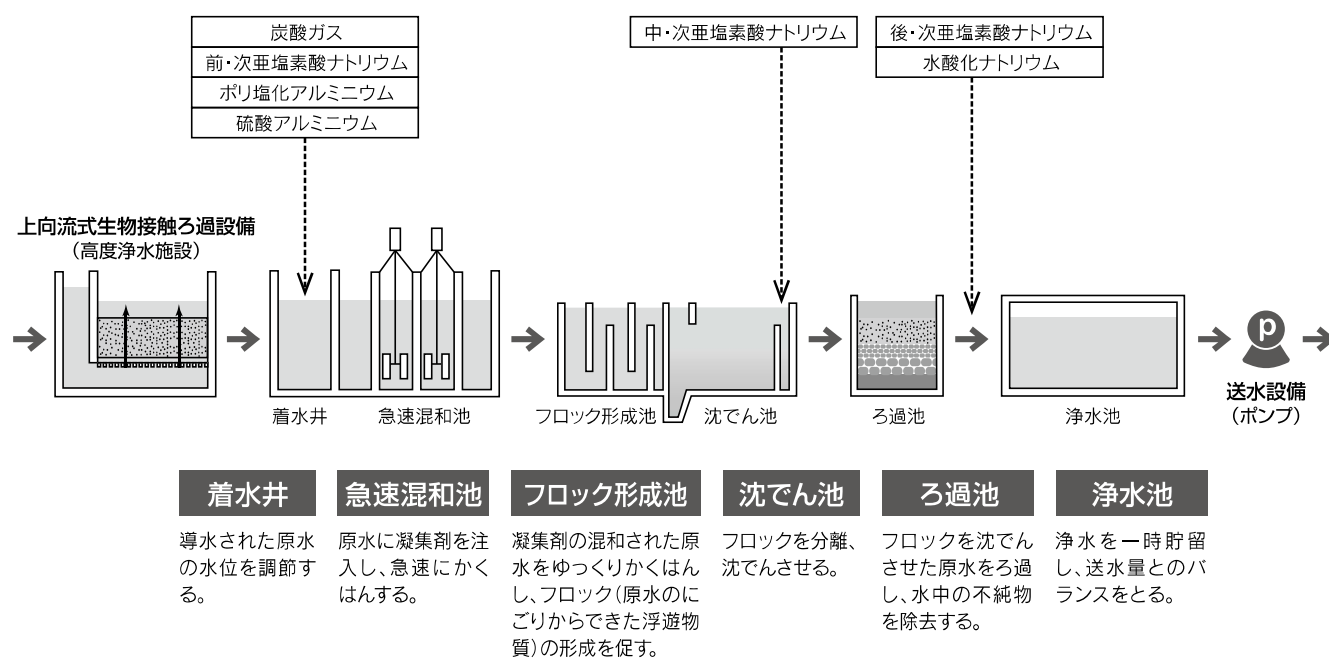 炭酸ガス
前・次亜塩素酸ナトリウム
ポリ塩化アルミニウム
硫酸アルミニウム
中・次亜塩素酸ナトリウム
後・次亜塩素酸ナトリウム
水酸化ナトリウム
上向流式生物接触ろ過設備
（高度浄水施設）
着水井
急速混和池
フロック形成池
沈でん池
ろ過池
浄水池
p
送水設備
（ポンプ）
着水井
導水された原水
の水位を調節す
る。
急速混和池
原水に凝集剤を注
入し、急速にかく
はんする。
フロック形成池
凝集剤の混和された原
水をゆっくりかくはん
し、フロック（原水のに
ごりからできた浮遊物
質）の形成を促す。
沈でん池
フロックを分離、
沈でんさせる。
ろ過池
フロックを沈でん
させた原水をろ過
し、水中の不純物
を除去する。
浄水池
浄水を一時貯留
し、送水量とのバ
ランスをとる。